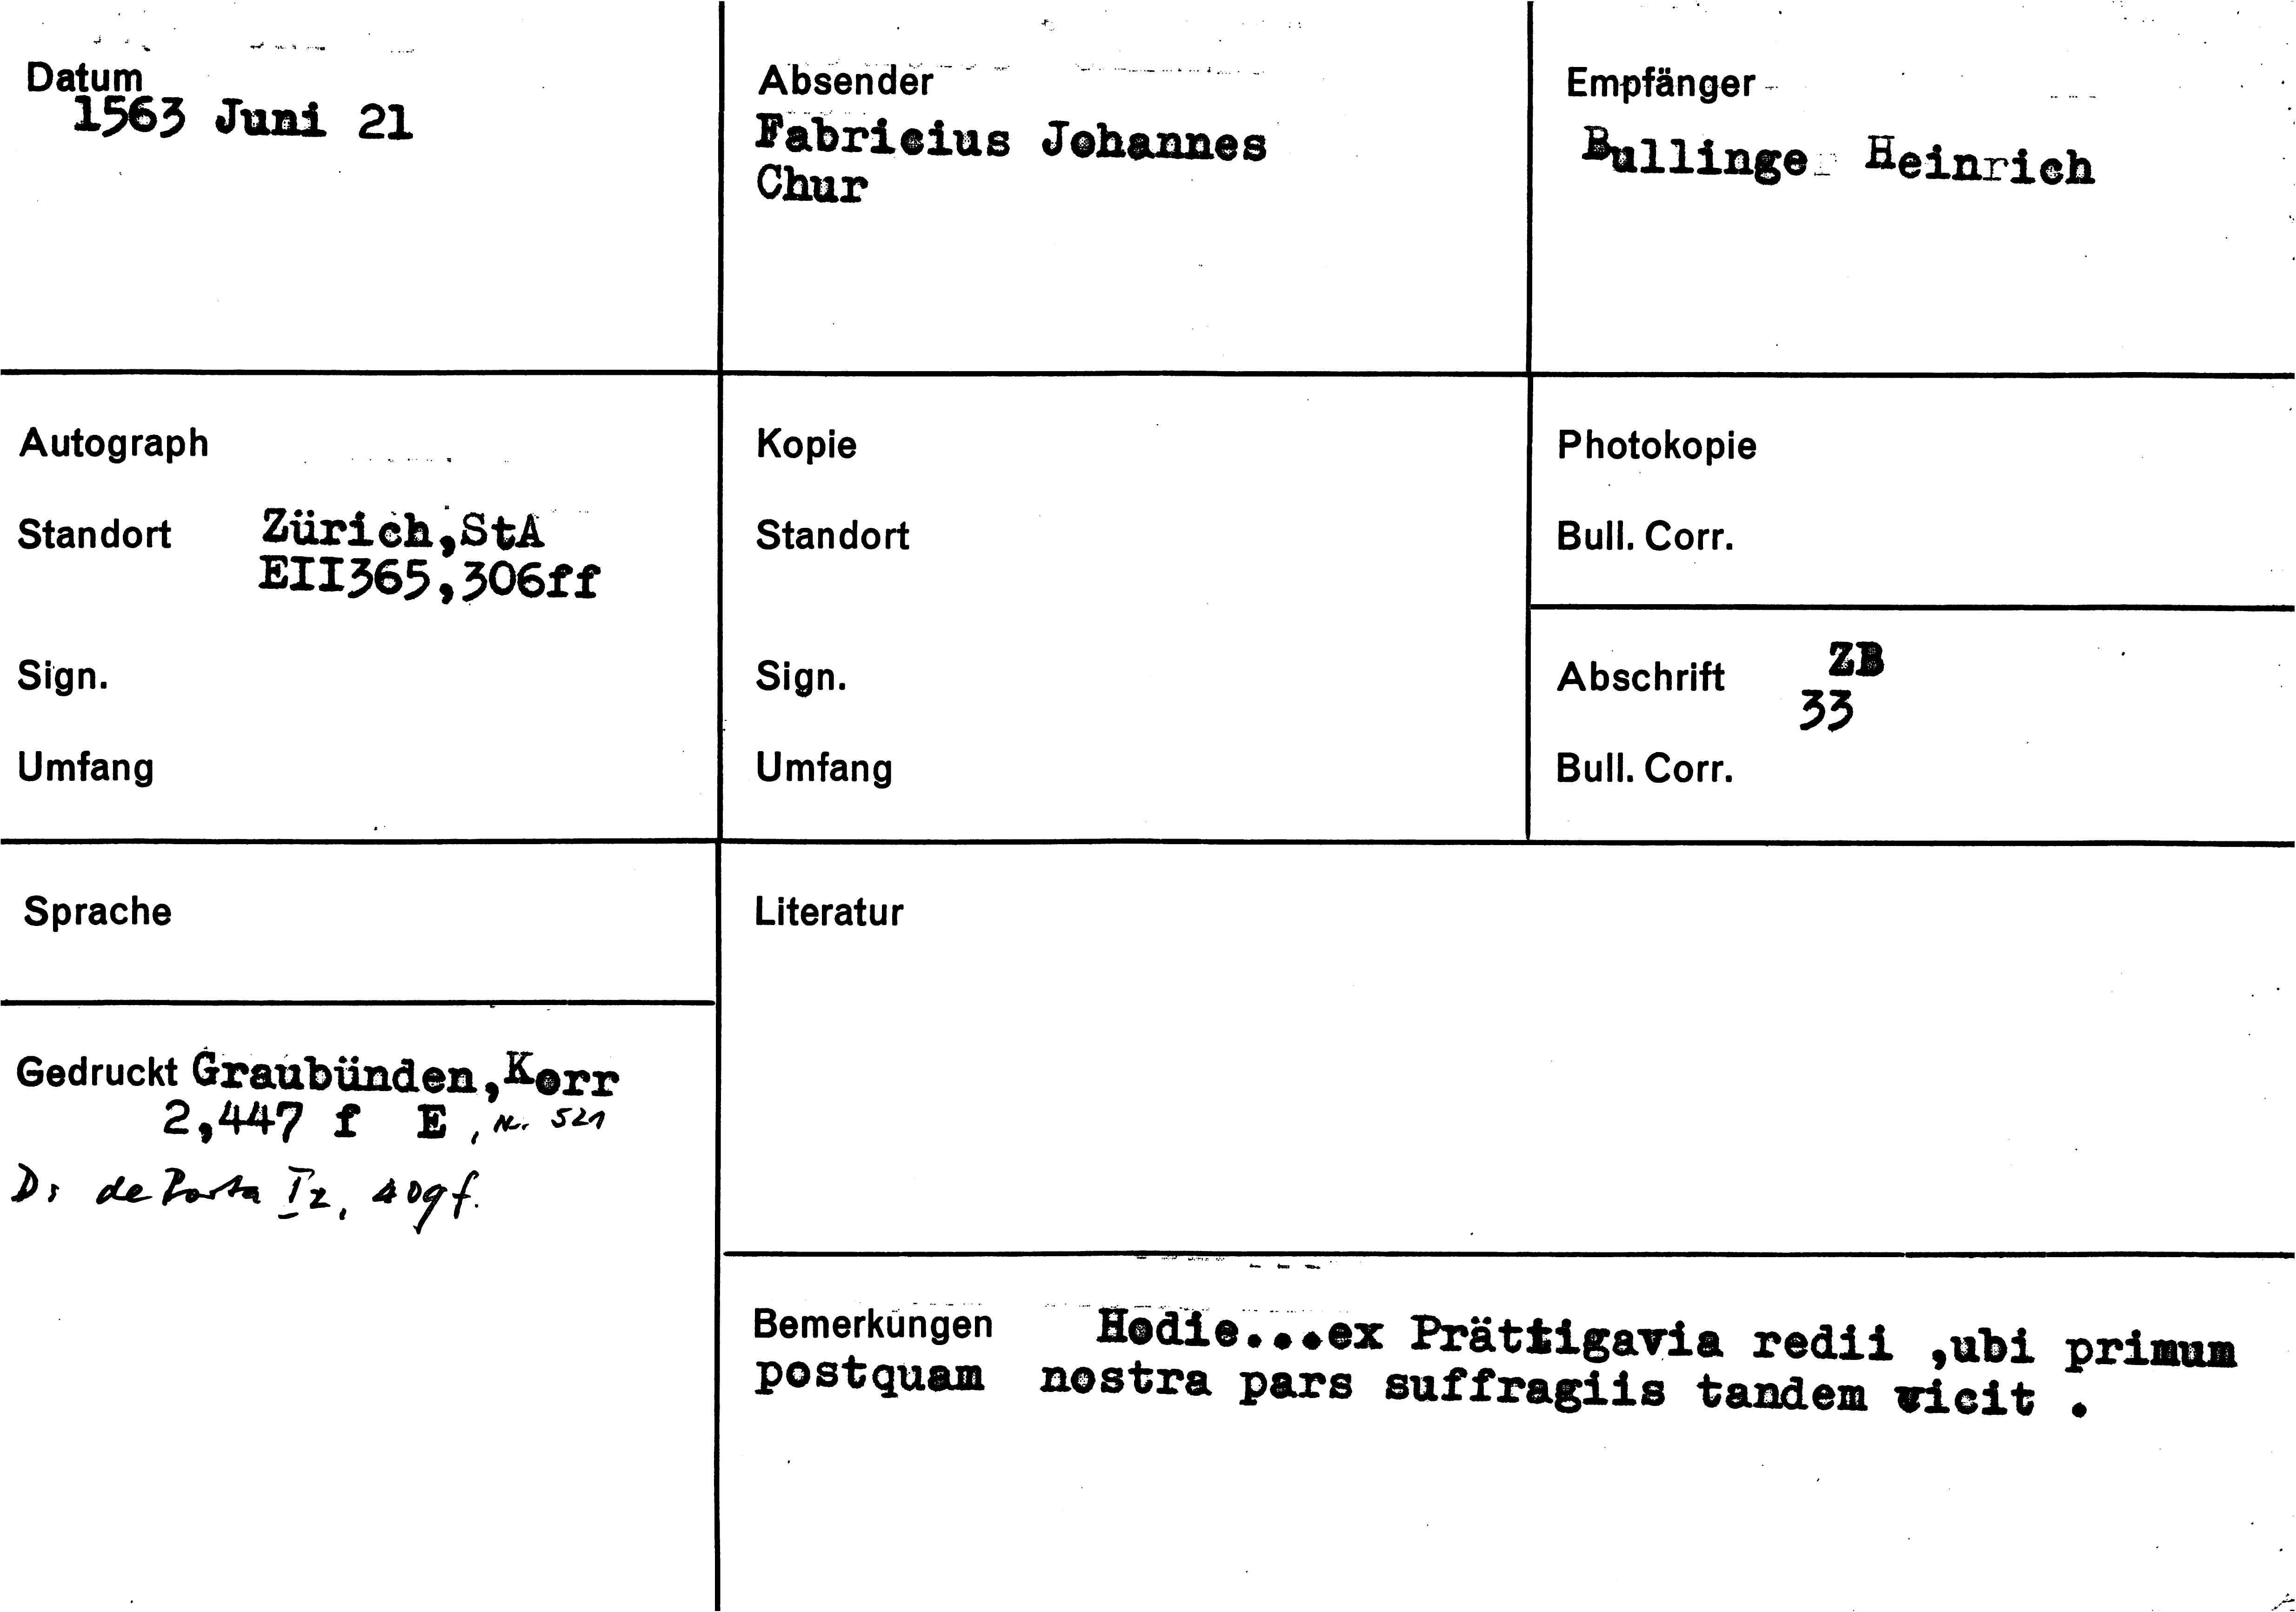 Datum
1563 Juni 21
Absender
Fabricius Johannes
Chur
Empfänger
Bullinger Heinrich
Autograph
Standort Zürich,StA
EII365,306ff
Sign.
Umfang
Kopie
Standort
Sign.
Umfang
Photokopie
Bull. Corr.
Abschrift ZB
33
Bull. Corr.
Sprache
Gedruckt Graubünden,Korr
2,447 f E, Nr. 521
D: de Porta I2, 409f.
Literatur
Bemerkungen Hodie...ex Prättigavia redii ,ubi primum
postquam nostra pars suffragiis tandem vicit .